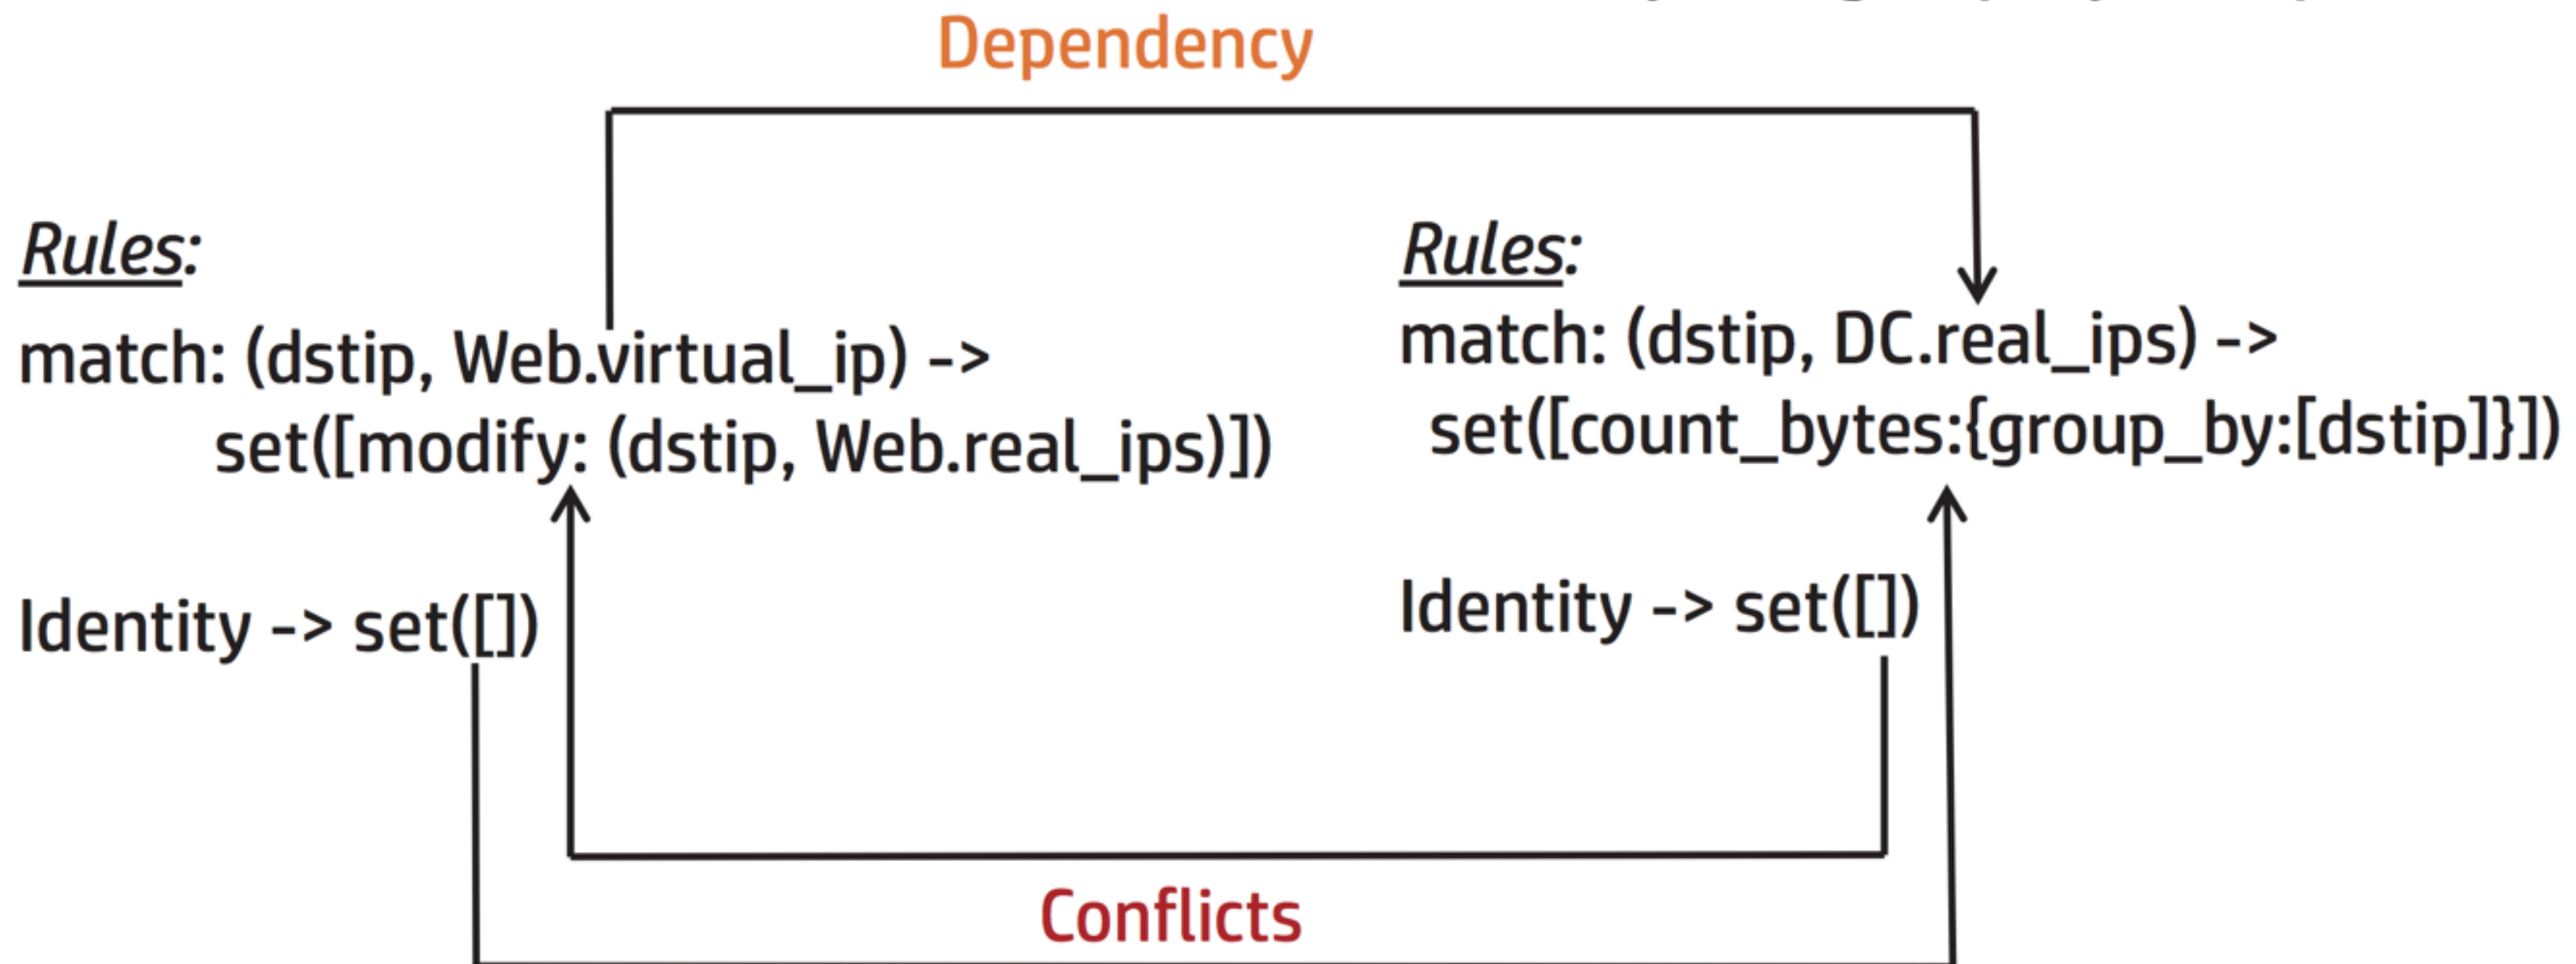 Dependency
Rules:
match: (dstip, Web.virtual_ip) ->
set([modify: (dstip, Web.real_ips)])
Identity -> set([])
Rules:
match: (dstip, DC.real_ips) ->
set([count_bytes:{group_by:[dstip]}])
Identity -> set([])
Conflicts